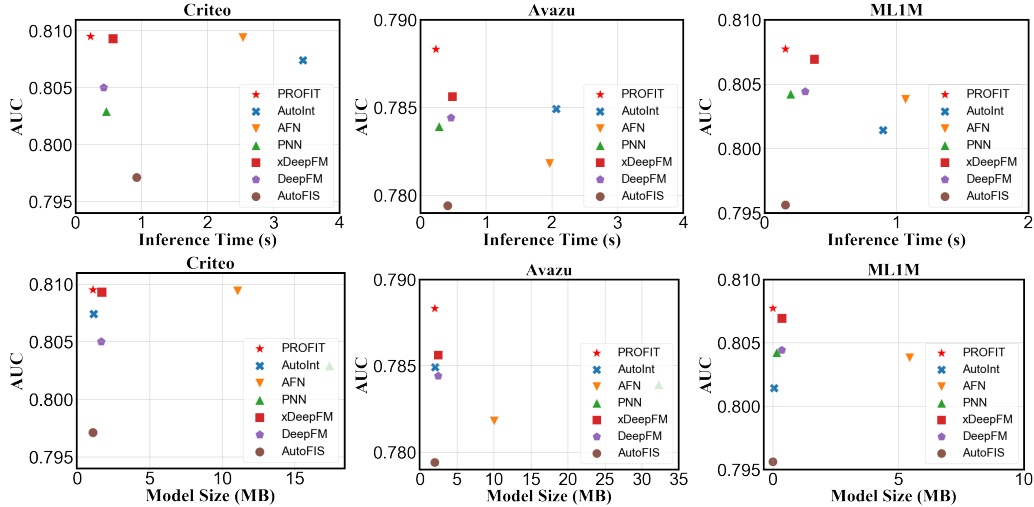 Criteo
AUC
0.810
0.805
0.800
0.795
PROFIT
AutoInt
AFN
PNN
xDeepFM
DeepFM
AutoFIS
0 1 2 3 4
Inference Time (s)
Avazu
AUC
0.790
0.785
0.780
PROFIT
AutoInt
AFN
PNN
xDeepFM
DeepFM
AutoFIS
0 1 2 3 4
Inference Time (s)
ML1M
AUC
0.810
0.805
0.800
0.795
PROFIT
AutoInt
AFN
PNN
xDeepFM
DeepFM
AutoFIS
0 1 2
Inference Time (s)
Criteo
AUC
0.810
0.805
0.800
0.795
PROFIT
AutoInt
AFN
PNN
xDeepFM
DeepFM
AutoFIS
0 5 10 15
Model Size (MB)
Avazu
AUC
0.790
0.785
0.780
PROFIT
AutoInt
AFN
PNN
xDeepFM
DeepFM
AutoFIS
0 5 10 15 20 25 30 35
Model Size (MB)
ML1M
AUC
0.810
0.805
0.800
0.795
PROFIT
AutoInt
AFN
PNN
xDeepFM
DeepFM
AutoFIS
0 5 10
Model Size (MB)